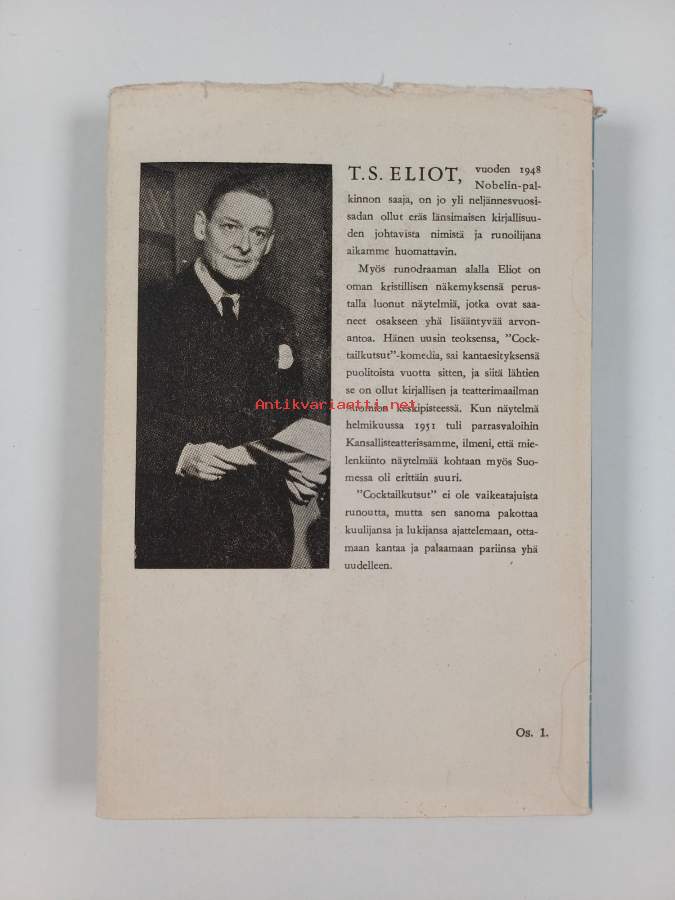 T.S. ELIOT, vuoden 1948
Nobelin-pal-
kinnon saaja, on jo yli neljännesvuosi-
sadan ollut eräs länsimaisen kirjallisuu-
den johtavista nimistä ja runoilijana
aikamme huomattavin.
Myös runodraaman alalla Eliot on
oman kristillisen näkemyksensä perus-
talla luonut näytelmiä, jotka ovat saa-
neet osakseen yhä lisääntyvää arvon-
antoa. Hänen uusin teoksensa, ”Cock-
tailkutsut”-komedia, sai kantaesityksensä
puolitoista vuotta sitten, ja siitä lähtien
se on ollut kirjallisen ja teatterimaailman
Antikvariaatti.net
huomion keskipisteessä. Kun näytelmä
helmikuussa 1951 tuli parrasvaloihin
Kansallisteatterissamme, ilmeni, että mie-
lenkiinto näytelmää kohtaan myös Suo-
messa oli erittäin suuri.
”Cocktailkutsut” ei ole vaikeatajuista
runoutta, mutta sen sanoma pakottaa
kuulijansa ja lukijansa ajattelemaan, otta-
maan kantaa ja palaamaan pariinsa yhä
uudelleen.
Os. 1.